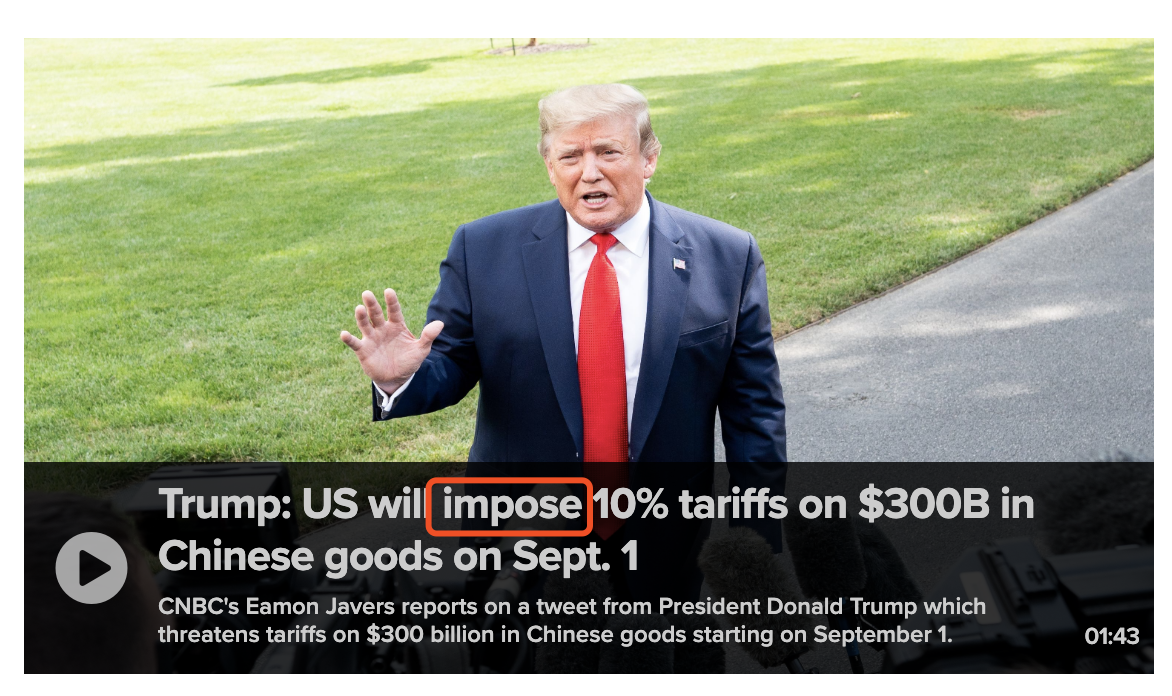 Trump: US will impose 10% tariffs on $300B in
Chinese goods on Sept. 1
CNBC's Eamon Javers reports on a tweet from President Donald Trump which
threatens tariffs on $300 billion in Chinese goods starting on September 1.
01:43